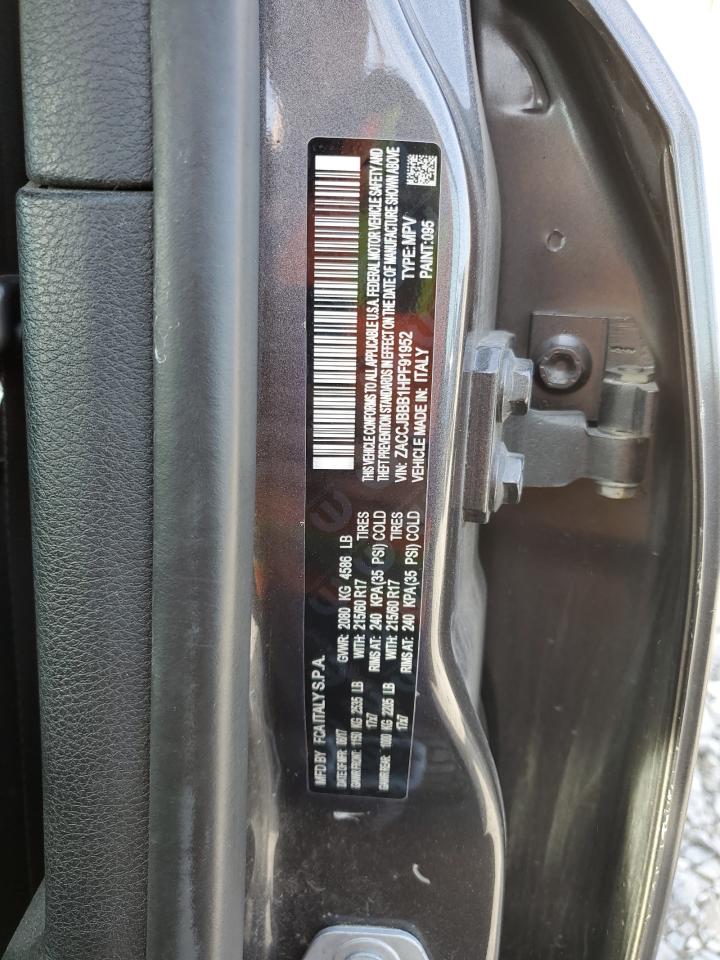 MFD BY FCA ITALY S.P.A.
DATE OF MFR: 06/17 GVWR: 2080 KG 4586 LB
GAWR FRONT: 1150 KG 2535 LB WITH: 215/60 R17 TIRES
17x7 RIMS AT: 240 KPA(35 PSI) COLD
GAWR REAR: 1000 KG 2205 LB WITH: 215/60 R17 TIRES
17x7 RIMS AT: 240 KPA(35 PSI) COLD
THIS VEHICLE CONFORMS TO ALL APPLICABLE U.S.A. FEDERAL MOTOR VEHICLE SAFETY AND
THEFT PREVENTION STANDARDS IN EFFECT ON THE DATE OF MANUFACTURE SHOWN ABOVE
VIN: ZACCJBBB1HPF91952 TYPE: MPV
VEHICLE MADE IN: ITALY PAINT: 095